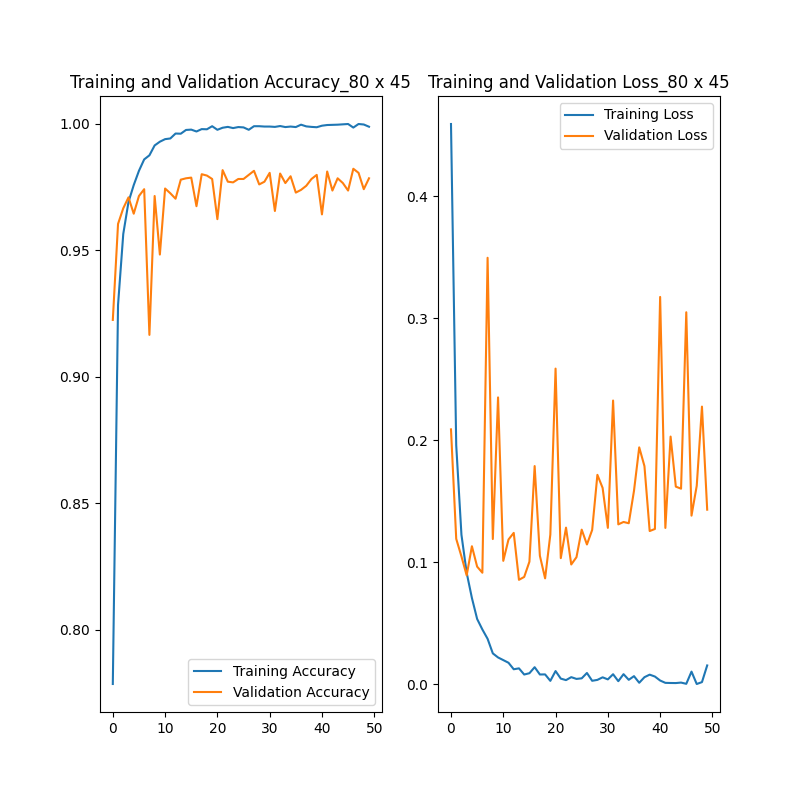 Training and Validation Accuracy_80 x 45
1.00
0.95
0.90
0.85
0.80
Training Accuracy
Validation Accuracy
0 10 20 30 40 50
Training and Validation Loss_80 x 45
Training Loss
Validation Loss
0.4
0.3
0.2
0.1
0.0
0 10 20 30 40 50